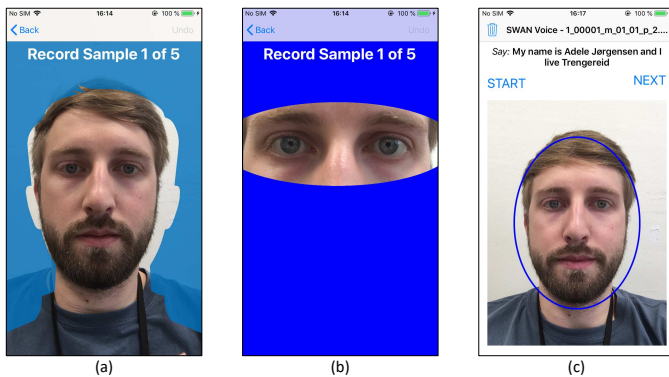 No SIM 16:14 100 %
Back Undo
Record Sample 1 of 5
(a)
No SIM 16:14 100 %
Back Undo
Record Sample 1 of 5
(b)
No SIM 16:17 100 %
SWAN Voice - 1_00001_m_01_01_p_2....
Say: My name is Adele Jørgensen and I
live Trengereid
START NEXT
(c)